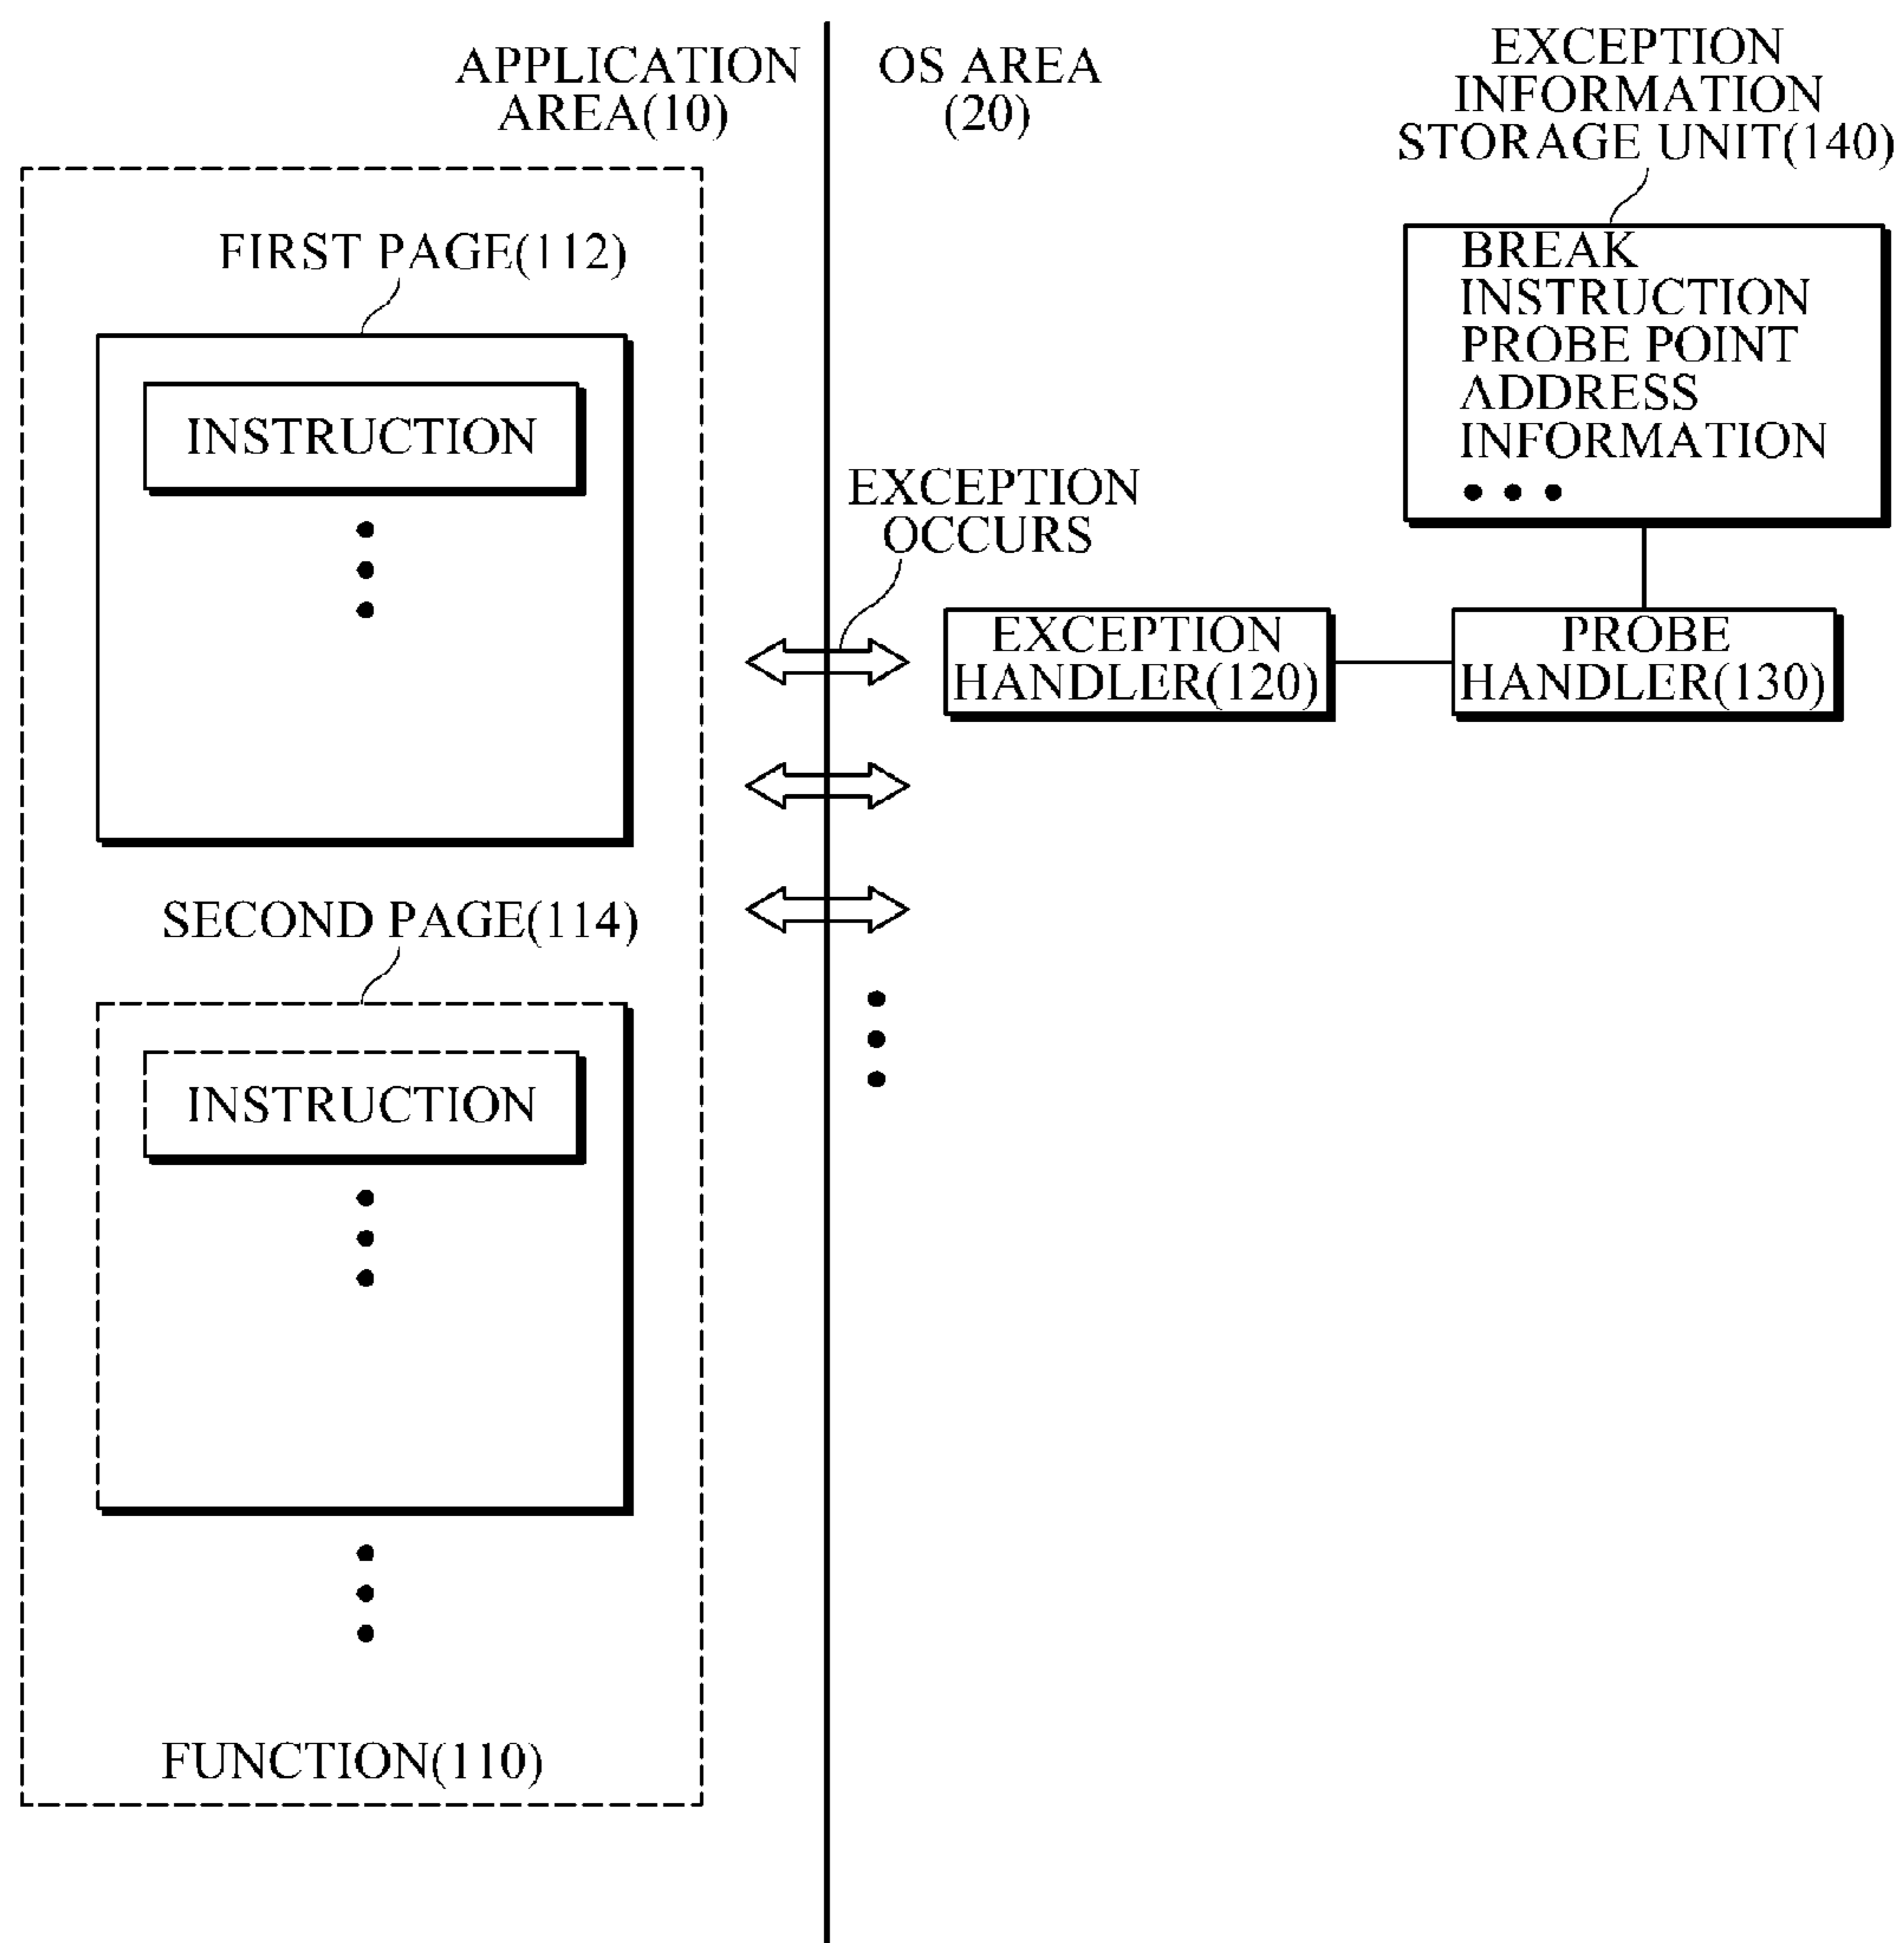 APPLICATION
AREA(10)
OS AREA
(20)
EXCEPTION
INFORMATION
STORAGE UNIT(140)
FIRST PAGE(112)
INSTRUCTION
BREAK
INSTRUCTION
PROBE POINT
ADDRESS
INFORMATION
EXCEPTION
OCCURS
EXCEPTION
HANDLER(120)
PROBE
HANDLER(130)
SECOND PAGE(114)
INSTRUCTION
FUNCTION(110)